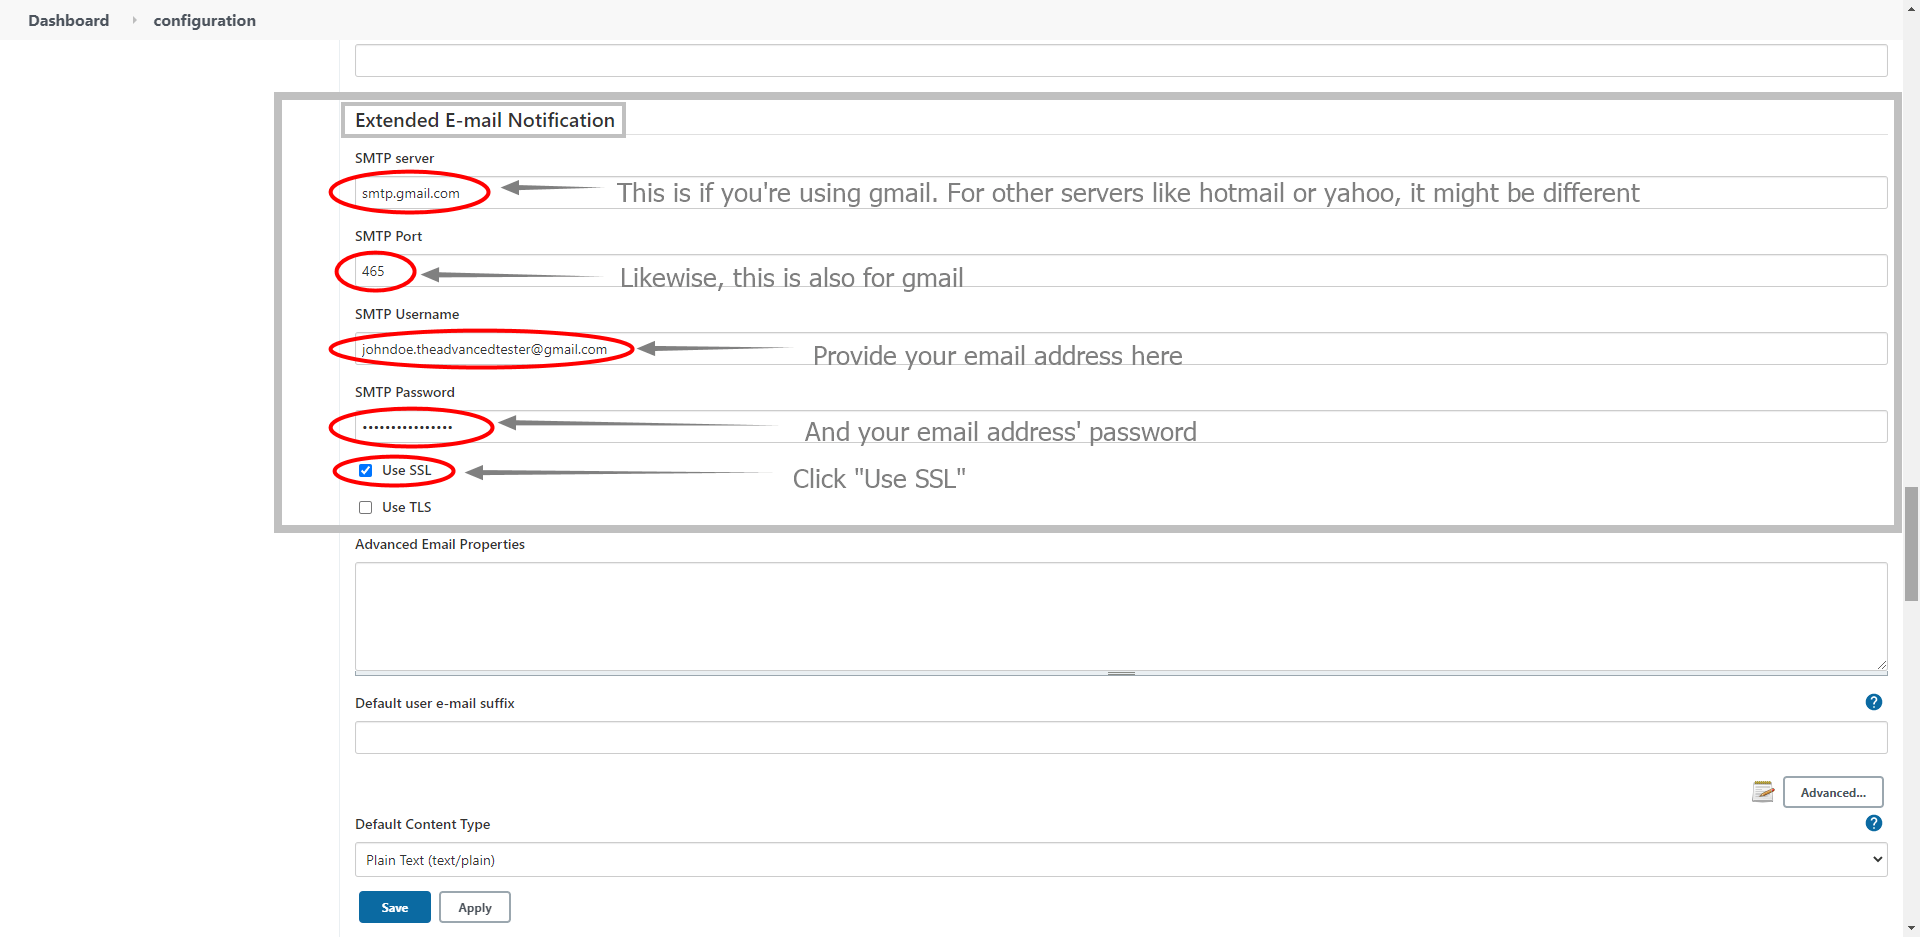 Dashboard configuration
Extended E-mail Notification
SMTP server
smtp.gmail.com This is if you're using gmail. For other servers like hotmail or yahoo, it might be different
SMTP Port
465 Likewise, this is also for gmail
SMTP Username
johndoe.theadvancedtester@gmail.com Provide your email address here
SMTP Password
•••••••••••••••• And your email address' password
Use SSL Click "Use SSL"
Use TLS
Advanced Email Properties
Default user e-mail suffix ?
Advanced...
Default Content Type ?
Plain Text (text/plain)
Save Apply